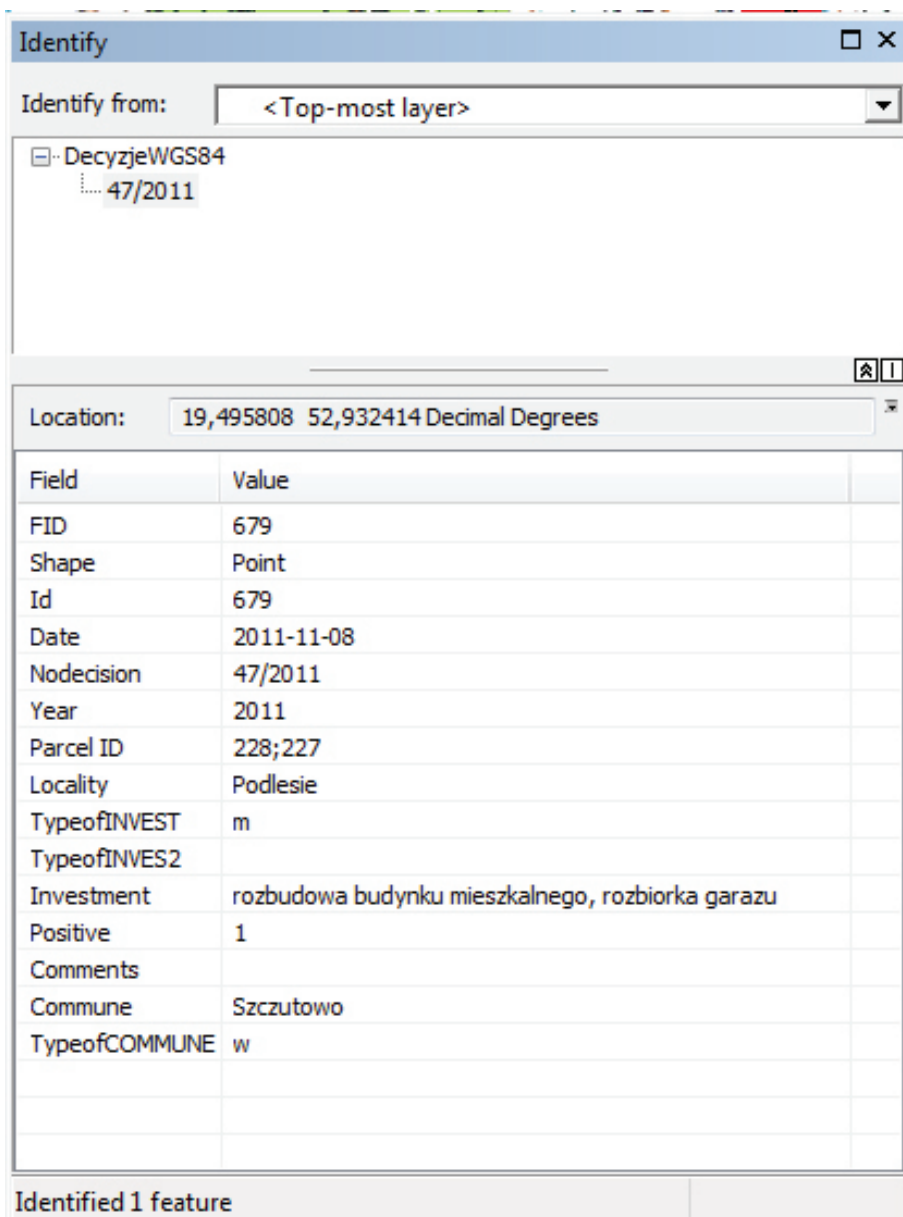 Identify
Identify from: <Top-most layer>
DecyzjeWGS84
47/2011
Location: 19,495808 52,932414 Decimal Degrees
Field Value
FID 679
Shape Point
Id 679
Date 2011-11-08
Nodecision 47/2011
Year 2011
Parcel ID 228;227
Locality Podlesie
TypeofINVEST m
TypeofINVES2
Investment rozbudowa budynku mieszkalnego, rozbiorka garazu
Positive 1
Comments
Commune Szczutowo
TypeofCOMMUNE w
Identified 1 feature